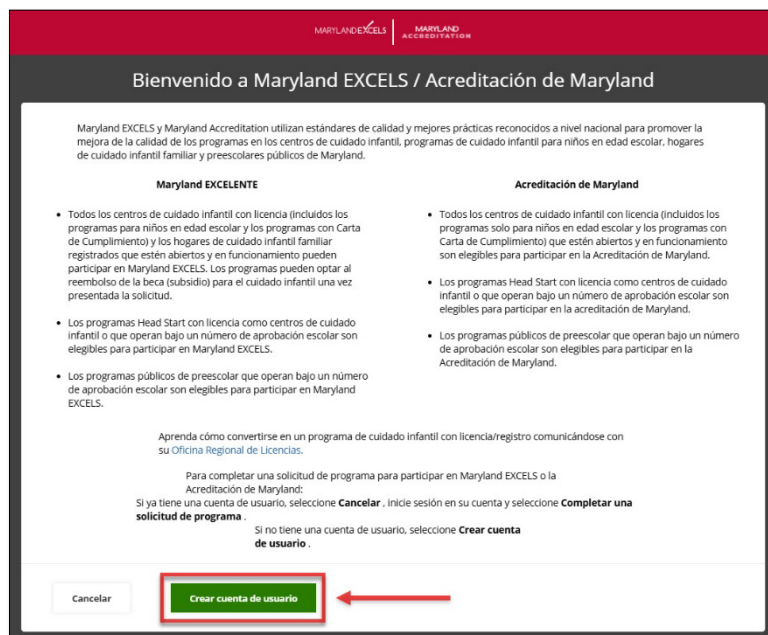 MARYLANDEXCELS
MARYLAND
ACCREDITATION
Bienvenido a Maryland EXCELS / Acreditación de Maryland
Maryland EXCELS y Maryland Accreditation utilizan estándares de calidad y mejores prácticas reconocidos a nivel nacional para promover la
mejora de la calidad de los programas en los centros de cuidado infantil, programas de cuidado infantil para niños en edad escolar, hogares
de cuidado infantil familiar y preescolares públicos de Maryland.
Maryland EXCELENTE
• Todos los centros de cuidado infantil con licencia (incluidos los
programas para niños en edad escolar y los programas con Carta
de Cumplimiento) y los hogares de cuidado infantil familiar
registrados que estén abiertos y en funcionamiento pueden
participar en Maryland EXCELS. Los programas pueden optar al
reembolso de la beca (subsidio) para el cuidado infantil una vez
presentada la solicitud.
• Los programas Head Start con licencia como centros de cuidado
infantil o que operan bajo un número de aprobación escolar son
elegibles para participar en Maryland EXCELS.
• Los programas públicos de preescolar que operan bajo un número
de aprobación escolar son elegibles para participar en Maryland
EXCELS.
Acreditación de Maryland
• Todos los centros de cuidado infantil con licencia (incluidos los
programas solo para niños en edad escolar y los programas con
Carta de Cumplimiento) que estén abiertos y en funcionamiento
son elegibles para participar en la Acreditación de Maryland.
• Los programas Head Start con licencia como centros de cuidado
infantil o que operan bajo un número de aprobación escolar son
elegibles para participar en la acreditación de Maryland.
• Los programas públicos de preescolar que operan bajo un número
de aprobación escolar son elegibles para participar en la
Acreditación de Maryland.
Aprenda cómo convertirse en un programa de cuidado infantil con licencia/registro comunicándose con
su Oficina Regional de Licencias.
Para completar una solicitud de programa para participar en Maryland EXCELS o la
Acreditación de Maryland:
Si ya tiene una cuenta de usuario, seleccione Cancelar , inicie sesión en su cuenta y seleccione Completar una
solicitud de programa .
Si no tiene una cuenta de usuario, seleccione Crear cuenta
de usuario .
Cancelar
Crear cuenta de usuario